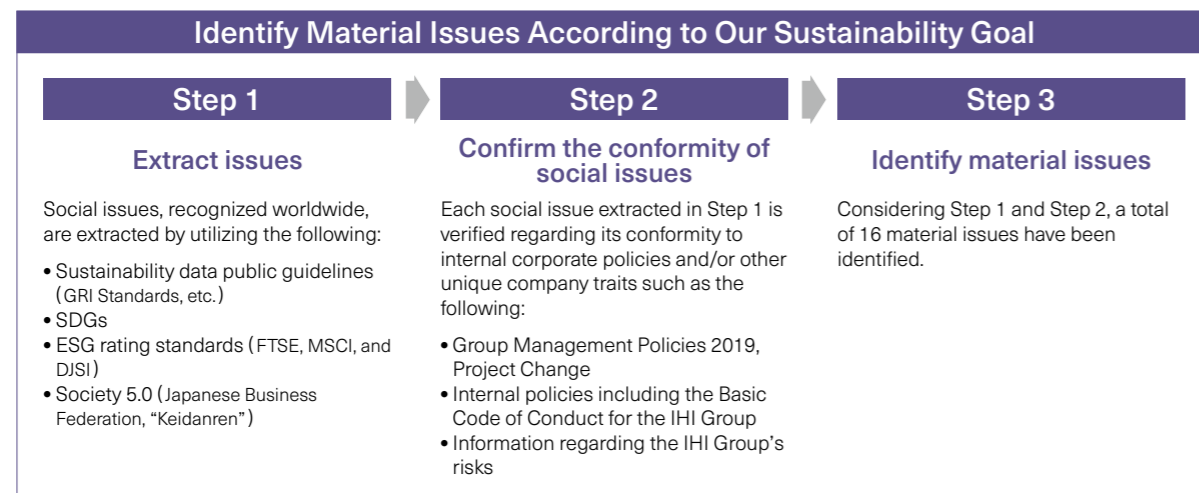 Identify Material Issues According to Our Sustainability Goal
Step 1
Extract issues
Social issues, recognized worldwide,
are extracted by utilizing the following:
• Sustainability data public guidelines
(GRI Standards, etc.)
• SDGs
• ESG rating standards (FTSE, MSCI, and
DJSI)
• Society 5.0 (Japanese Business
Federation, “Keidanren”)
Step 2
Confirm the conformity of
social issues
Each social issue extracted in Step 1 is
verified regarding its conformity to
internal corporate policies and/or other
unique company traits such as the
following:
• Group Management Policies 2019,
Project Change
• Internal policies including the Basic
Code of Conduct for the IHI Group
• Information regarding the IHI Group’s
risks
Step 3
Identify material issues
Considering Step 1 and Step 2, a total
of 16 material issues have been
identified.